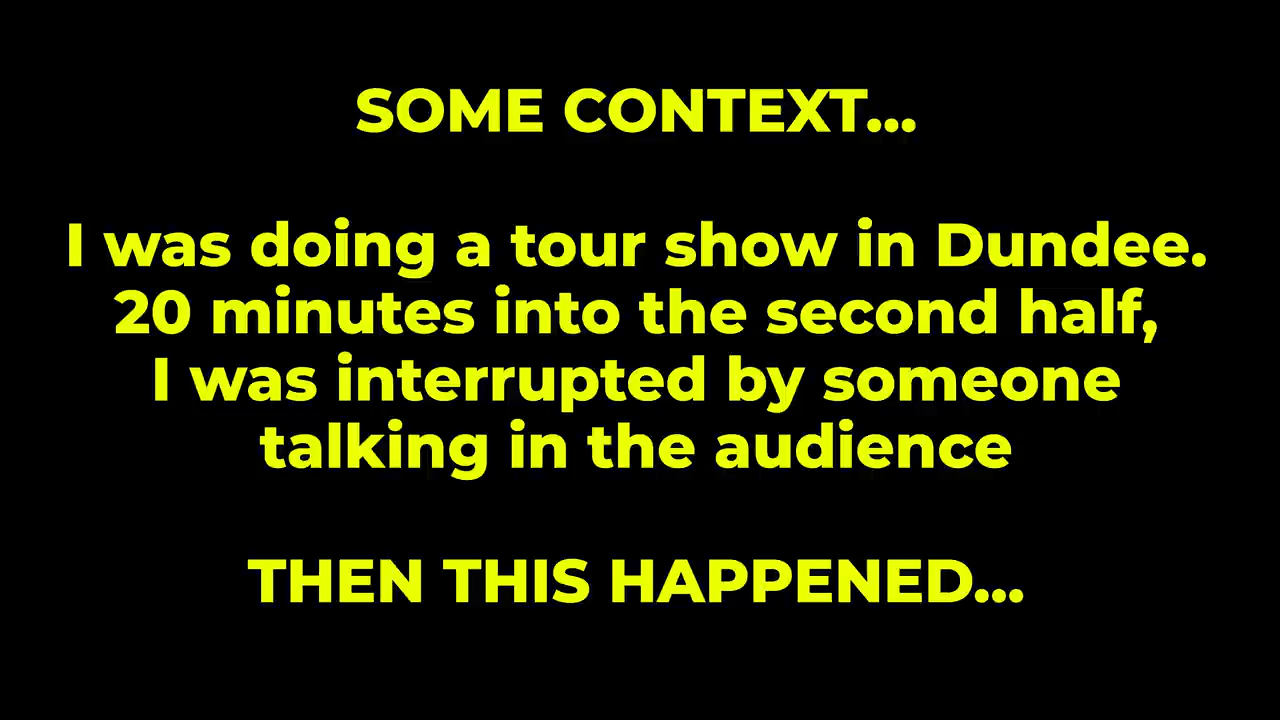 SOME CONTEXT...
I was doing a tour show in Dundee.
20 minutes into the second half,
I was interrupted by someone
talking in the audience
THEN THIS HAPPENED...